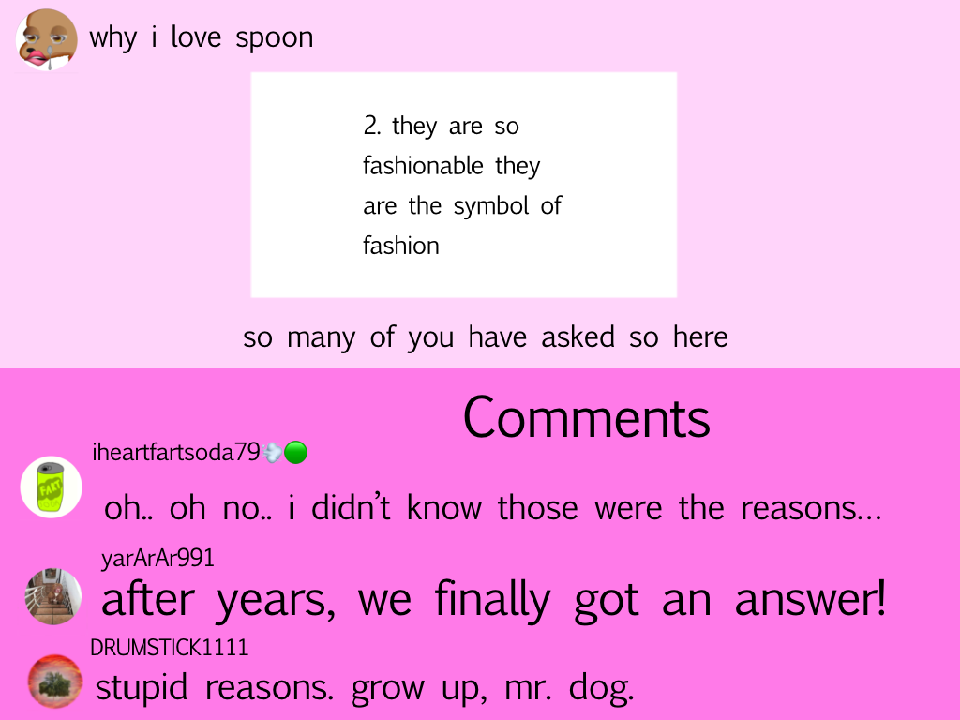 why i love spoon
2. they are so
fashionable they
are the symbol of
fashion
so many of you have asked so here
Comments
iheartfartsoda79💨🟢
FART
oh.. oh no.. i didn't know those were the reasons...
yarArAr991
after years, we finally got an answer!
DRUMSTICK1111
stupid reasons. grow up, mr. dog.